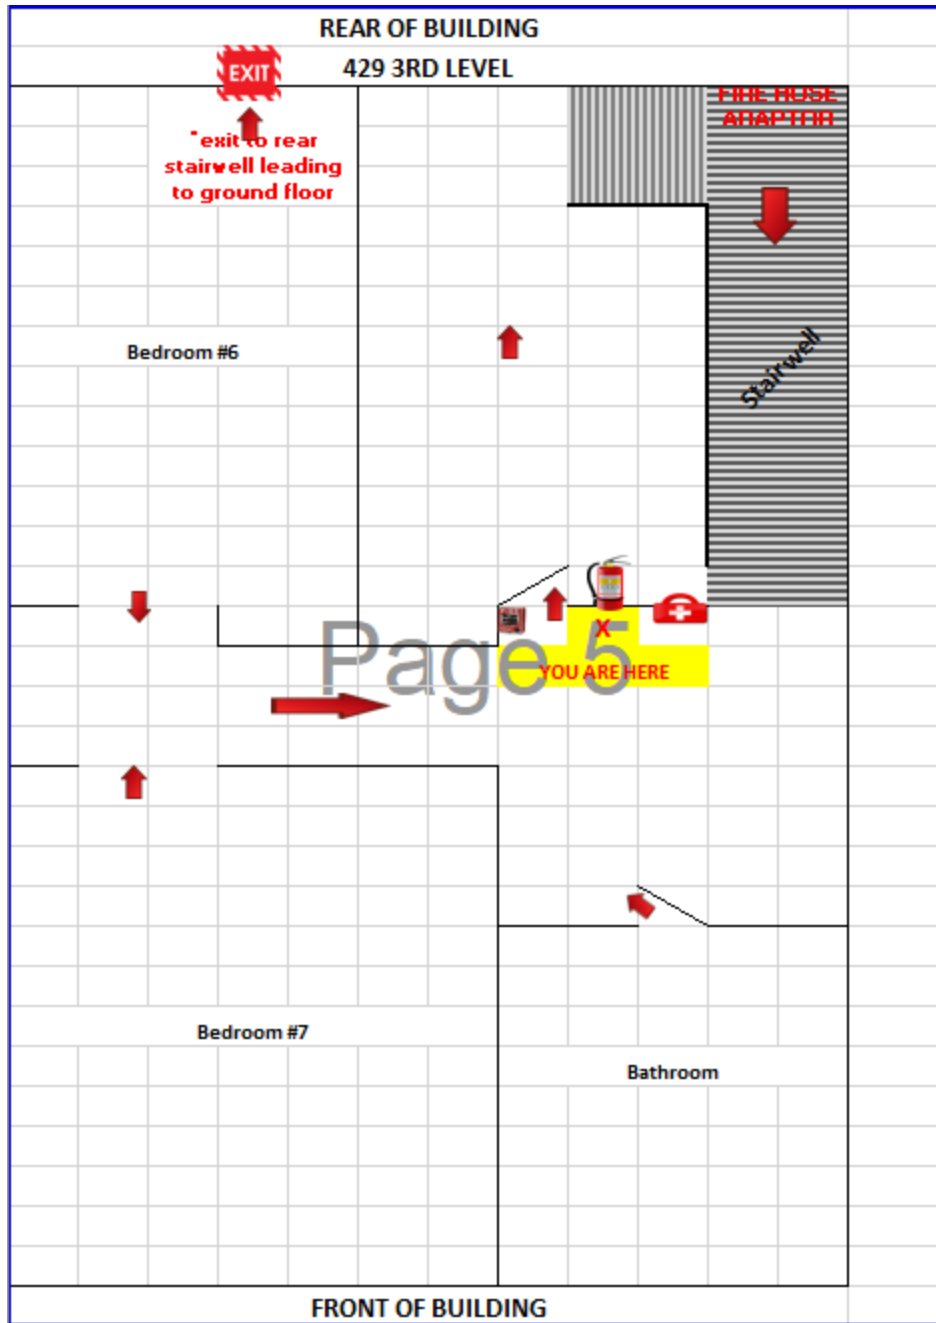 REAR OF BUILDING
429 3RD LEVEL
EXIT
FIRE HOSE
ADAPTOR
*exit to rear
stairwell leading
to ground floor
Stairwell
Bedroom #6
Page 5
X
YOU ARE HERE
Bedroom #7
Bathroom
FRONT OF BUILDING